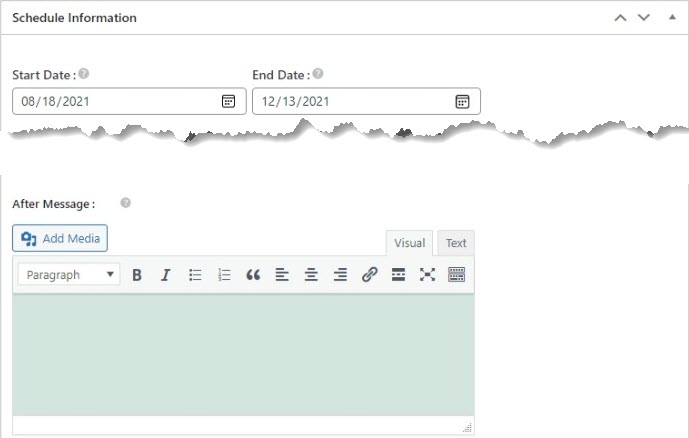 Schedule Information
Start Date : End Date :
08/18/2021 12/13/2021
After Message :
Add Media
Visual Text
Paragraph B I